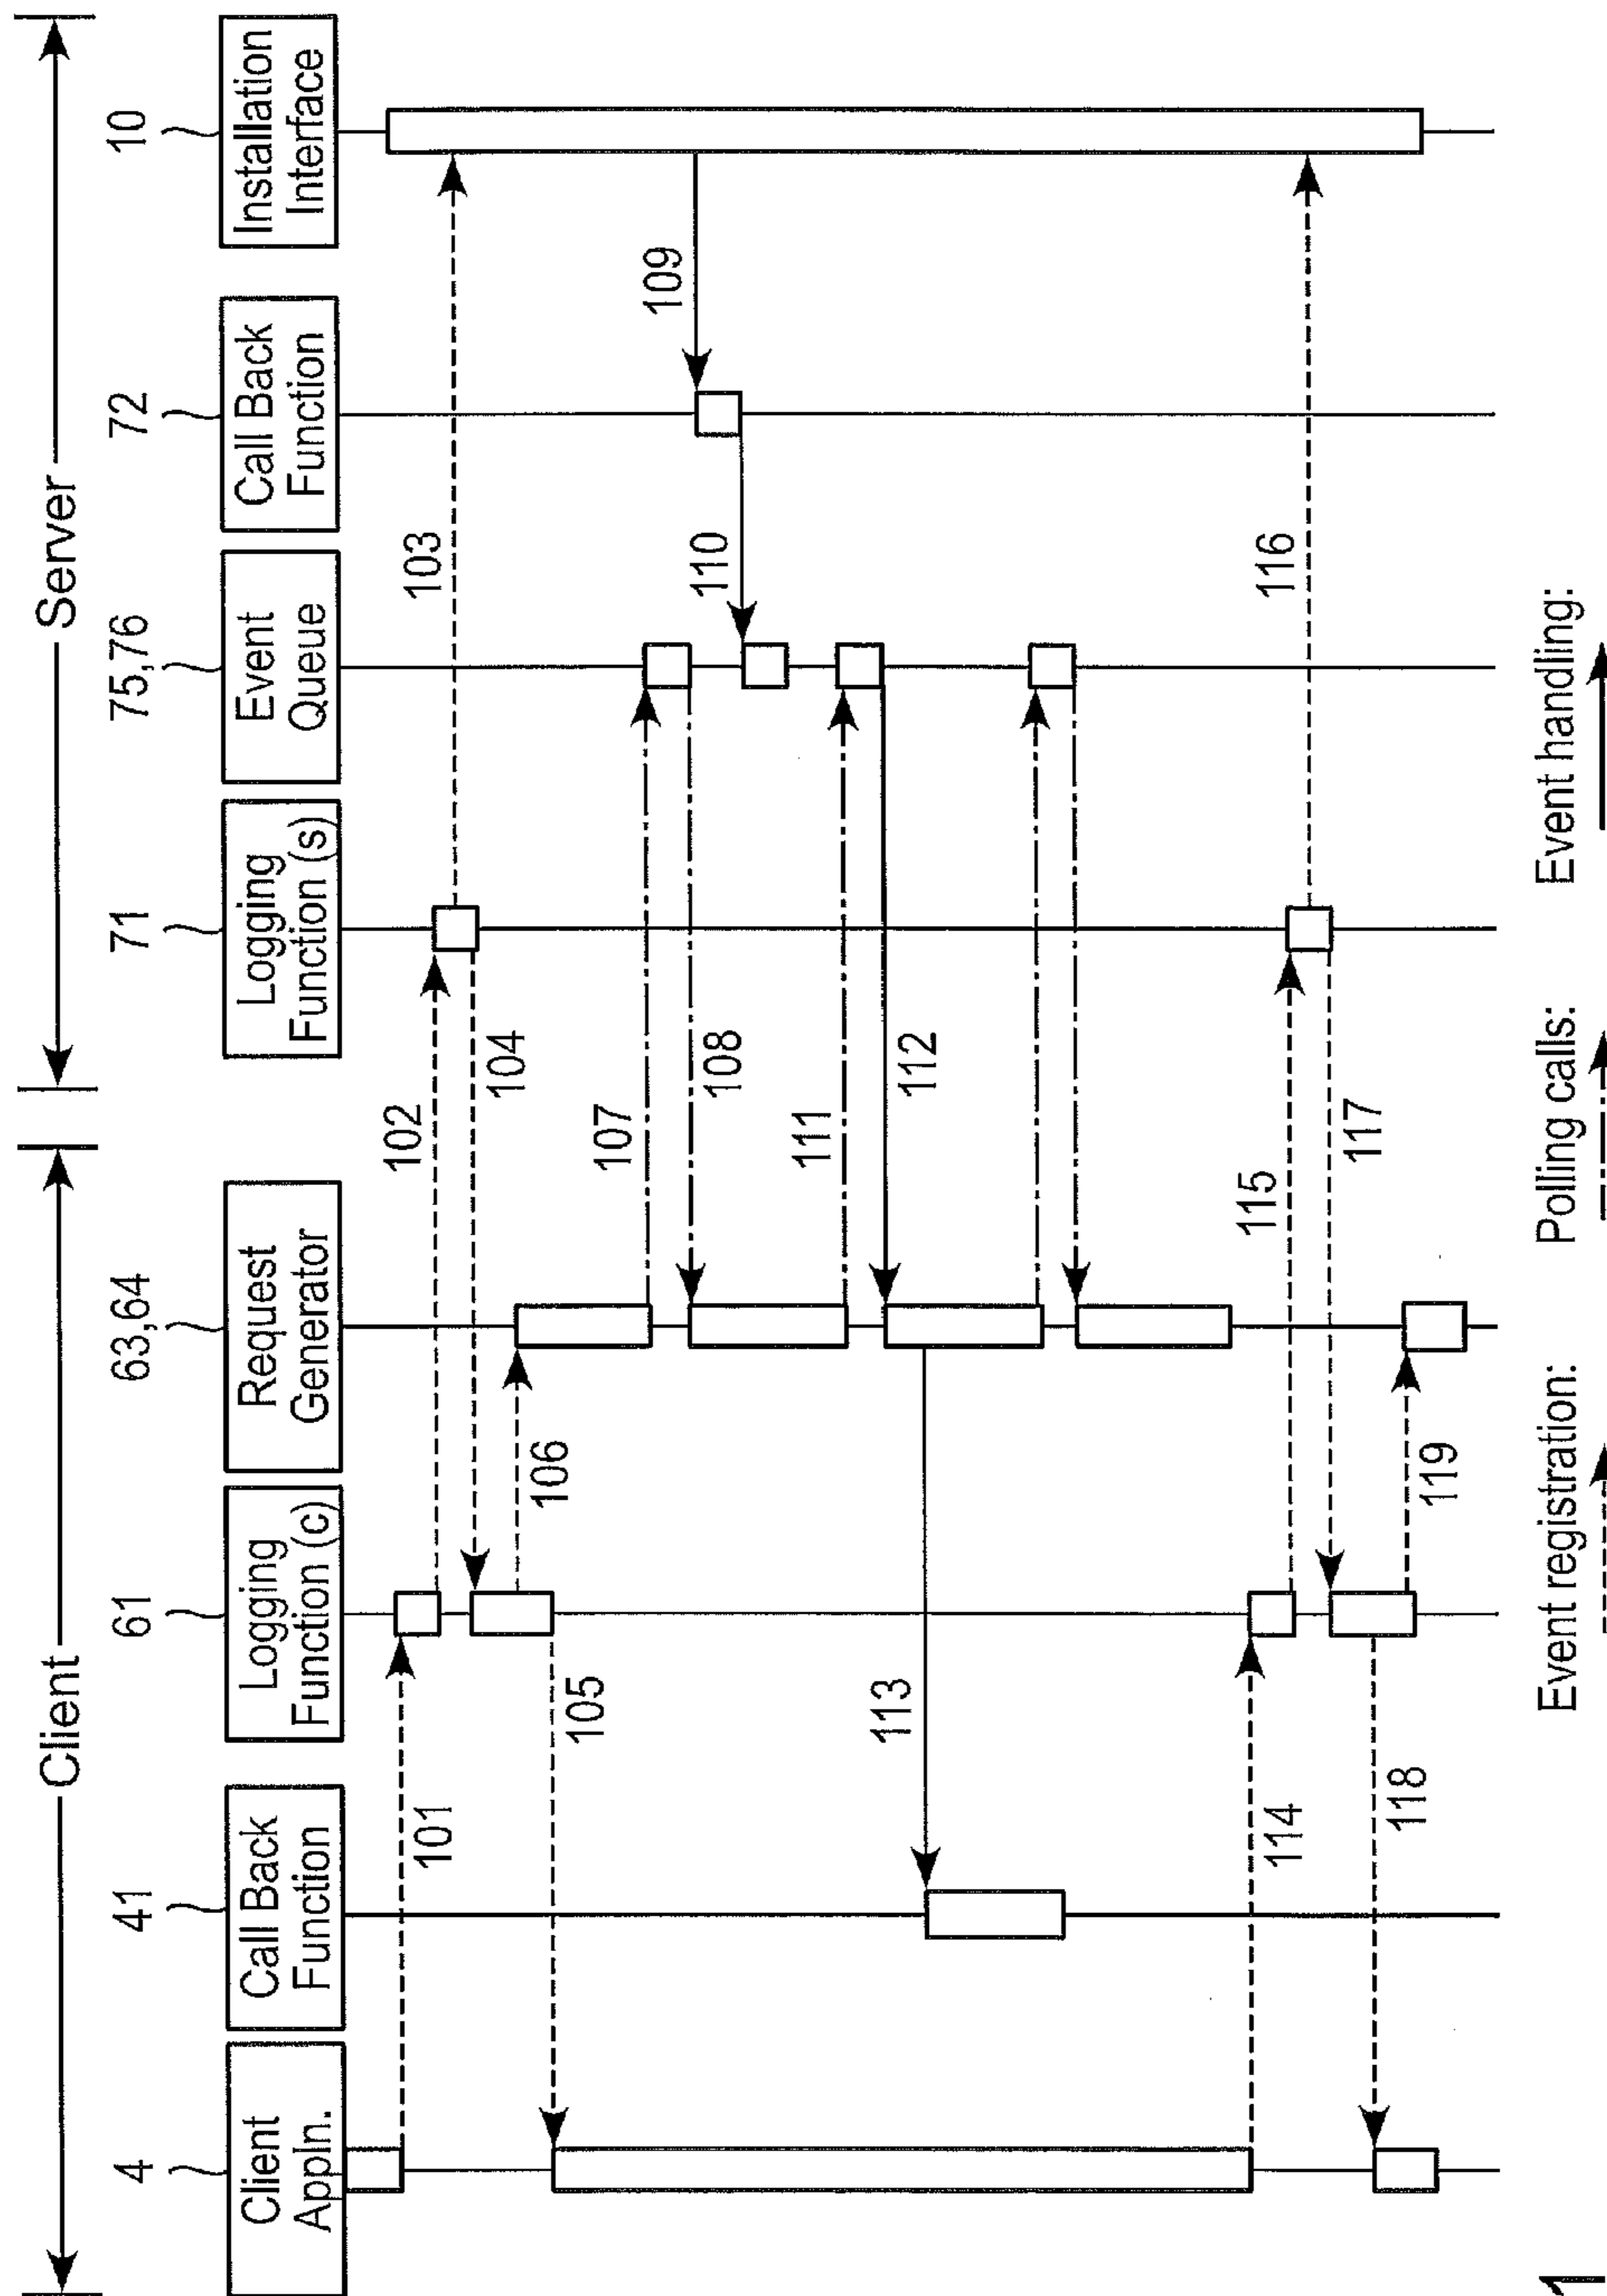 Client
Server
4
41
61
63,64
71
75,76
72
10
Client
Appln.
Call Back
Function
Logging
Function (c)
Request
Generator
Logging
Function (s)
Event
Queue
Call Back
Function
Installation
Interface
101
102
103
104
105
106
107
108
109
110
111
112
113
114
115
116
117
118
119
Event registration:
Polling calls:
Event handling:
1